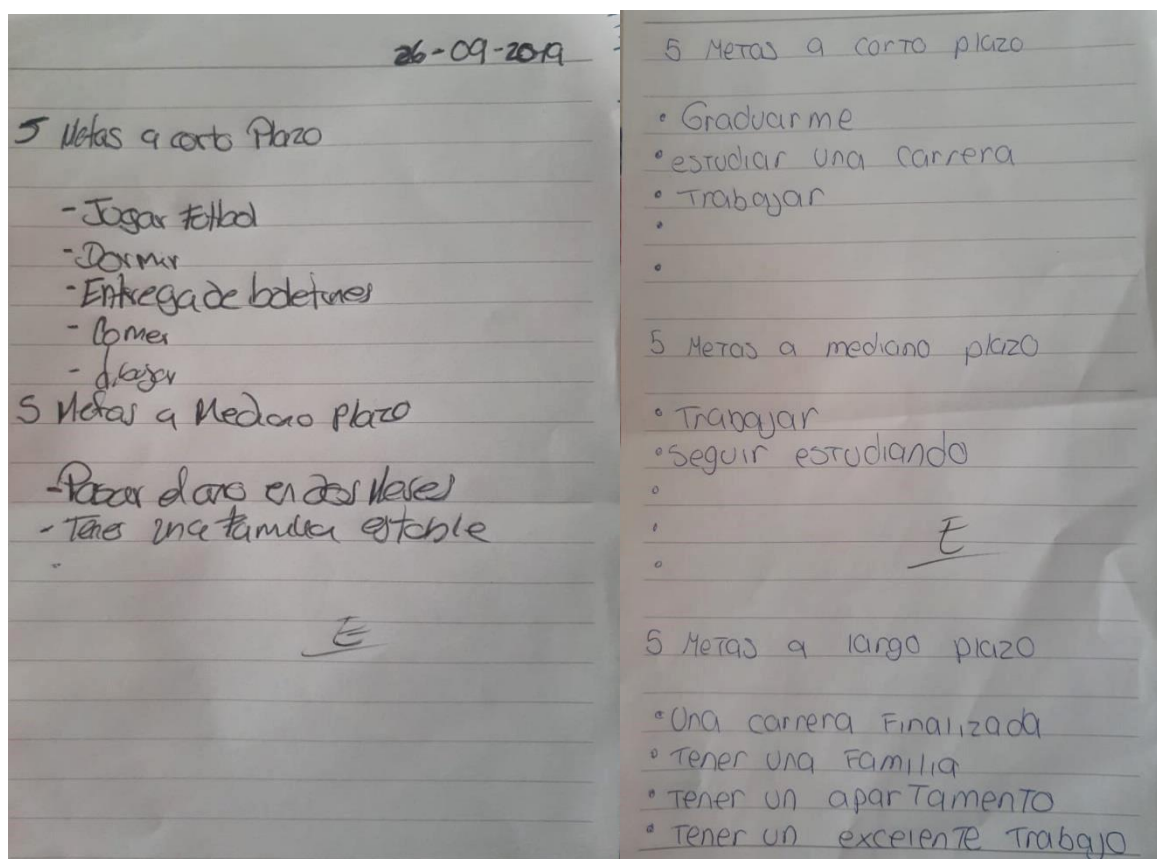 26-09-2019
5 Metas a corto Plazo
- Jogar futbol
- Dormir
- Entrega de boletines
- Comer
-
5 Metas a Mediano plazo
- Pasar el ano en dos Meses
- Tener una familia estable
E
5 Metas a corto plazo
• Graduarme
• estudiar una carrera
• Trabajar
5 Metas a mediano plazo
• Trabajar
• seguir estudiando
E
5 Metas a largo plazo
• Una carrera Finalizada
• Tener una Familia
• Tener un apartamento
• Tener un excelente Trabajo